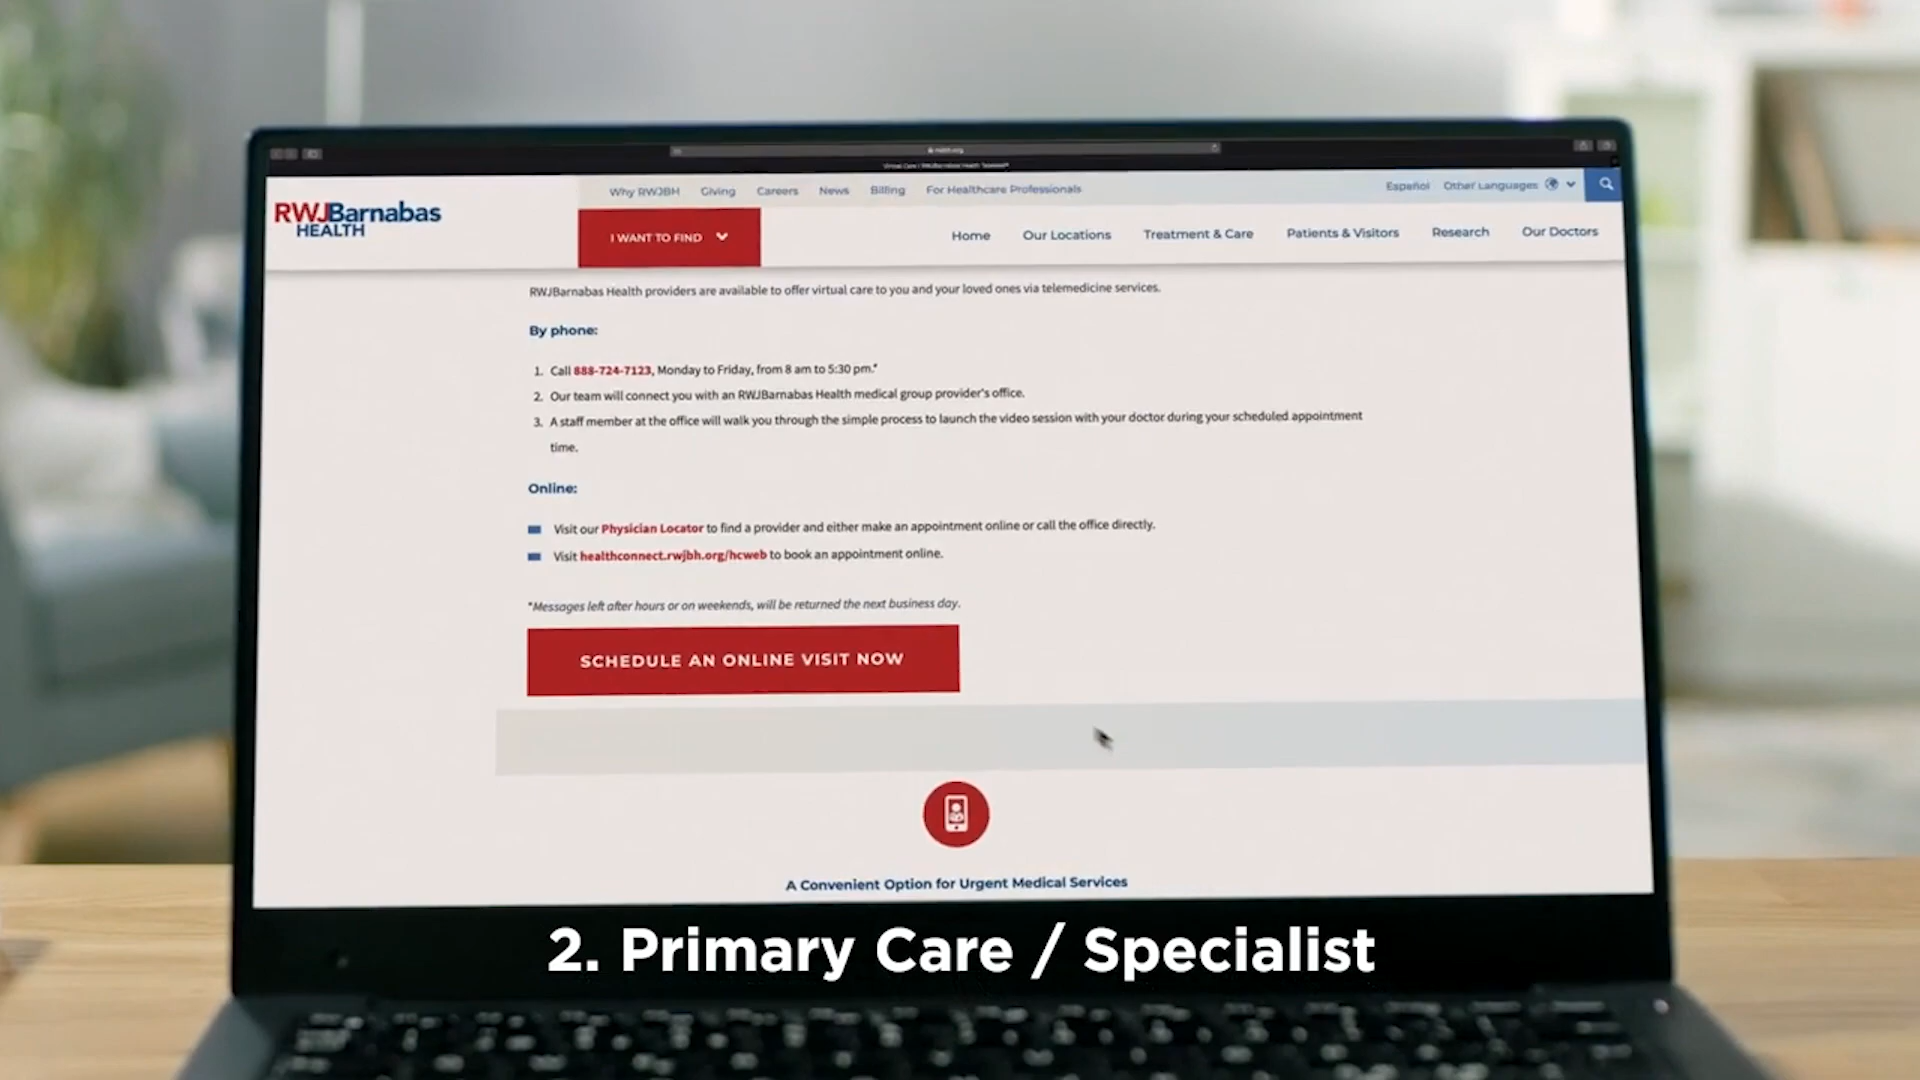 Why RWJBH Giving Careers News Billing For Healthcare Professionals
Español Other Languages
RWJBarnabas
HEALTH
I WANT TO FIND
Home Our Locations Treatment & Care Patients & Visitors Research Our Doctors
RWJBarnabas Health providers are available to offer virtual care to you and your loved ones via telemedicine services.
By phone:
1. Call 888-724-7123, Monday to Friday, from 8 am to 5:30 pm.*
2. Our team will connect you with an RWJBarnabas Health medical group provider's office.
3. A staff member at the office will walk you through the simple process to launch the video session with your doctor during your scheduled appointment
time.
Online:
Visit our Physician Locator to find a provider and either make an appointment online or call the office directly.
Visit healthconnect.rwjbh.org/hcweb to book an appointment online.
*Messages left after hours or on weekends, will be returned the next business day.
SCHEDULE AN ONLINE VISIT NOW
A Convenient Option for Urgent Medical Services
2. Primary Care / Specialist